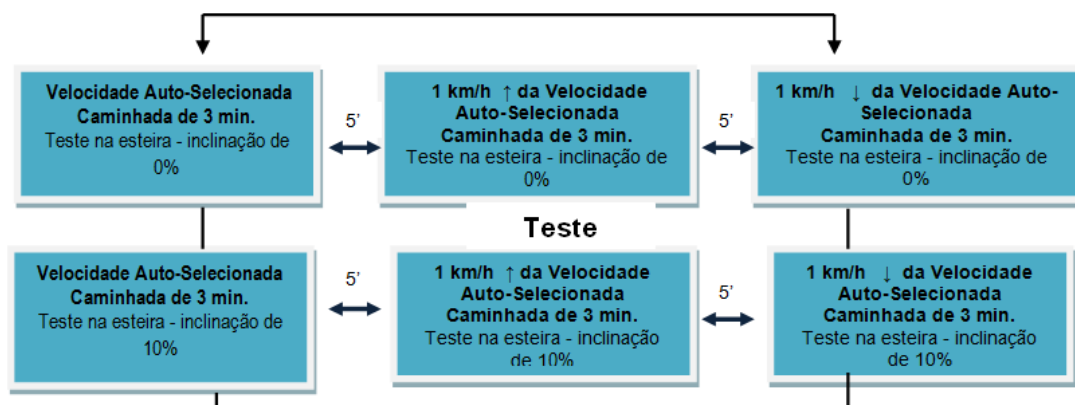 Velocidade Auto-Selecionada
Caminhada de 3 min.
Teste na esteira - inclinação de
0%
5'
1 km/h ↑ da Velocidade
Auto-Selecionada
Caminhada de 3 min.
Teste na esteira - inclinação de
0%
5'
1 km/h ↓ da Velocidade Auto-
Selecionada
Caminhada de 3 min.
Teste na esteira - inclinação de
0%
Teste
Velocidade Auto-Selecionada
Caminhada de 3 min.
Teste na esteira - inclinação de
10%
5'
1 km/h ↑ da Velocidade
Auto-Selecionada
Caminhada de 3 min.
Teste na esteira - inclinação
de 10%
5'
1 km/h ↓ da Velocidade
Auto-Selecionada
Caminhada de 3 min.
Teste na esteira - inclinação
de 10%